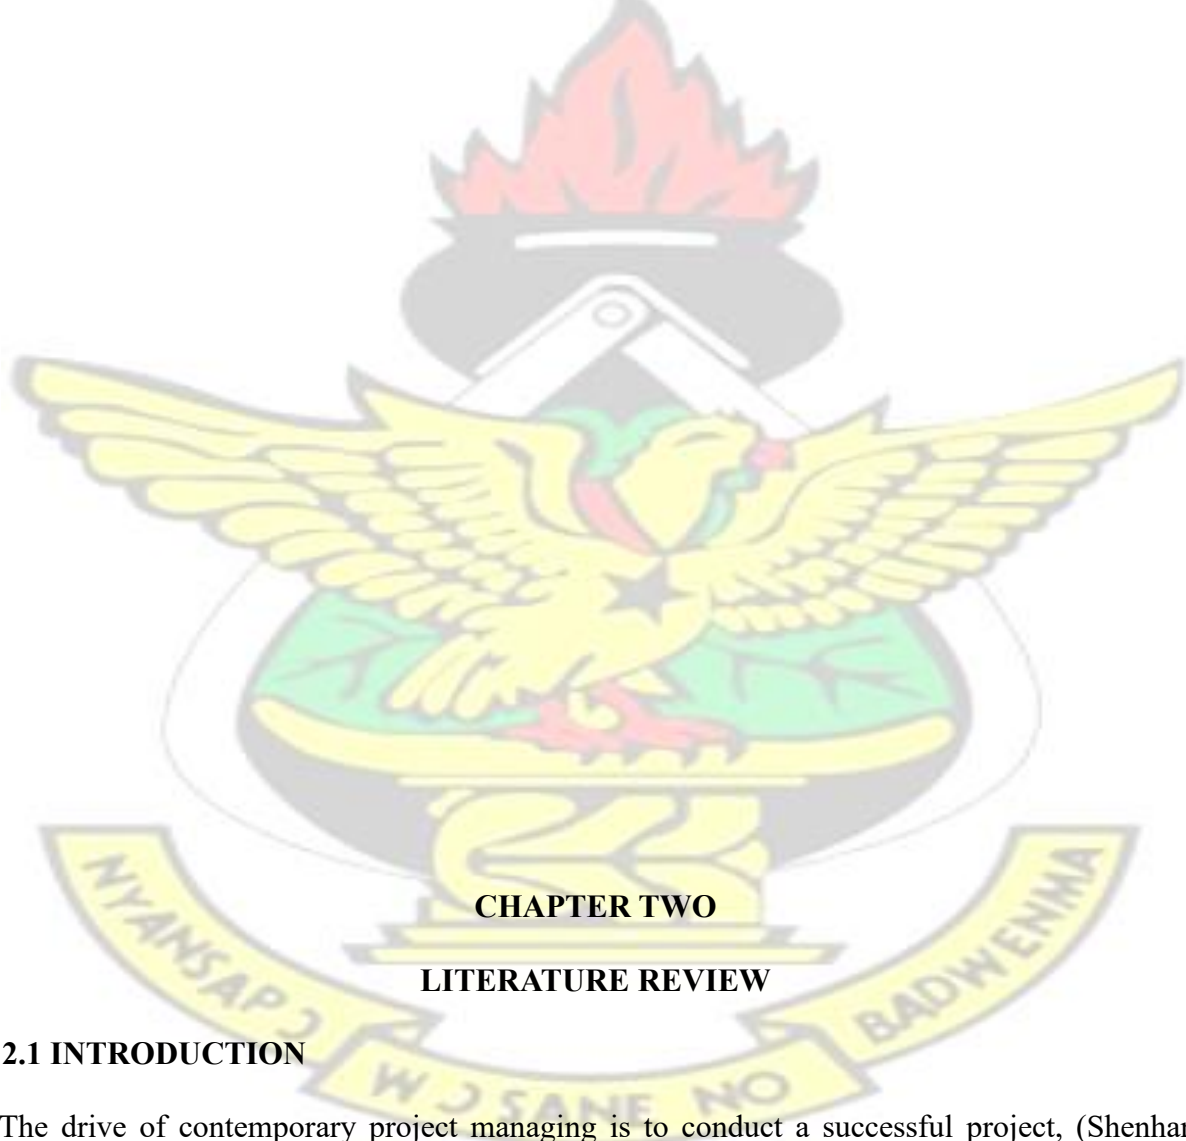 CHAPTER TWO
LITERATURE REVIEW
NYANSAP Ɔ
BADWENMA
2.1 INTRODUCTION
W Ɔ SANE NO
The drive of contemporary project managing is to conduct a successful project, (Shenhar